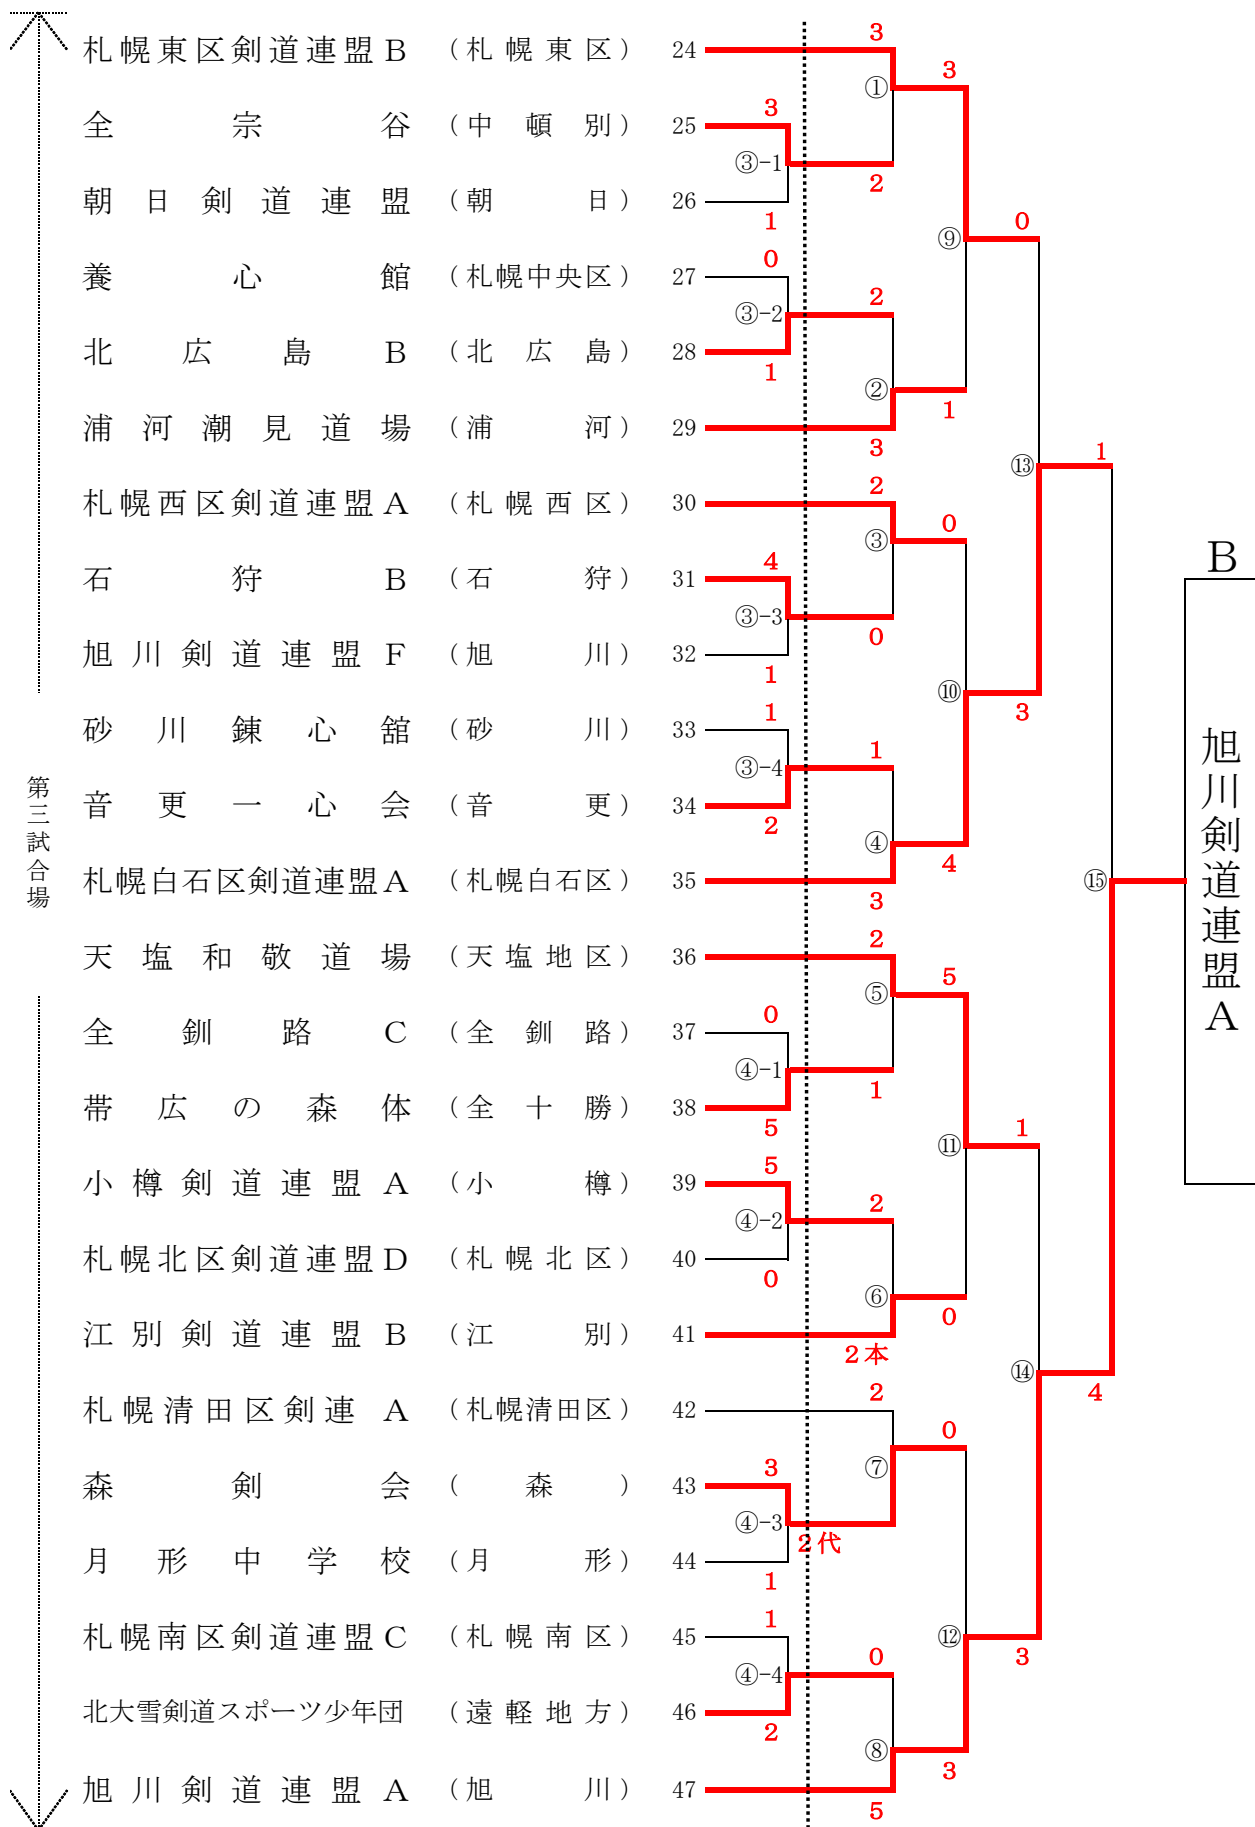 札幌東区剣道連盟B （札幌東区） 24
全宗谷 （中頓別） 25
朝日剣道連盟 （朝日） 26
養心館 （札幌中央区） 27
北広島B （北広島） 28
浦河潮見道場 （浦河） 29
札幌西区剣道連盟A （札幌西区） 30
石狩B （石狩） 31
旭川剣道連盟F （旭川） 32
砂川錬心舘 （砂川） 33
音更一心会 （音更） 34
札幌白石区剣道連盟A （札幌白石区） 35
天塩和敬道場 （天塩地区） 36
全釧路C （全釧路） 37
帯広の森体 （全十勝） 38
小樽剣道連盟A （小樽） 39
札幌北区剣道連盟D （札幌北区） 40
江別剣道連盟B （江別） 41
札幌清田区剣連A （札幌清田区） 42
森剣会 （森） 43
月形中学校 （月形） 44
札幌南区剣道連盟C （札幌南区） 45
北大雪剣道スポーツ少年団 （遠軽地方） 46
旭川剣道連盟A （旭川） 47
第三試合場
3
③-1
1
0
③-2
1
4
③-3
1
1
③-4
2
0
④-1
5
5
④-2
0
3
④-3
1
1
④-4
2
3
①
2
2
②
3
2
③
0
1
④
3
2
⑤
1
2
⑥
2本
2
⑦
2代
0
⑧
5
3
⑨
1
0
⑩
4
5
⑪
0
0
⑫
3
0
⑬
3
1
⑭
3
1
⑮
4
B
旭川剣道連盟A